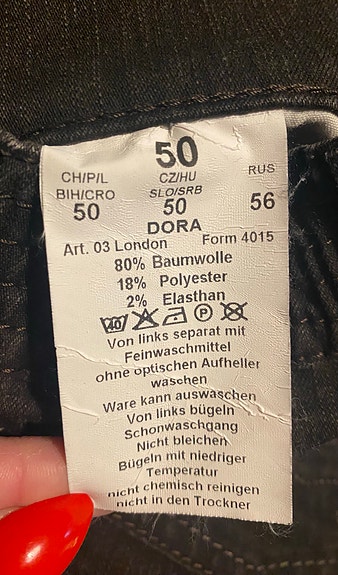 50
CH/P/L CZ/HU RUS
BIH/CRO SLO/SRB
50 50 56
DORA
Art. 03 London Form 4015
80% Baumwolle
18% Polyester
2% Elasthan
40 P
Von links separat mit
Feinwaschmittel
ohne optischen Aufheller
waschen
Ware kann auswaschen
Von links bügeln
Schonwaschgang
Nicht bleichen
Bügeln mit niedriger
Temperatur
nicht chemisch reinigen
nicht in den Trockner